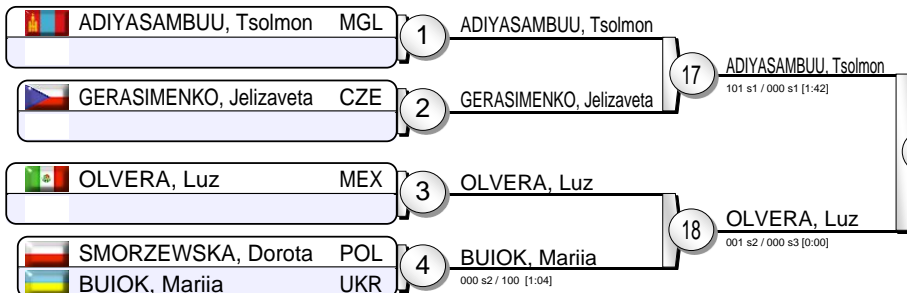 ADIYASAMBUU, Tsolmon MGL
1
ADIYASAMBUU, Tsolmon
17
ADIYASAMBUU, Tsolmon
101 s1 / 000 s1 [1:42]
GERASIMENKO, Jelizaveta CZE
2
GERASIMENKO, Jelizaveta
OLVERA, Luz MEX
3
OLVERA, Luz
18
OLVERA, Luz
001 s2 / 000 s3 [0:00]
SMORZEWSKA, Dorota POL
BUIOK, Mariia UKR
4
BUIOK, Mariia
000 s2 / 100 [1:04]